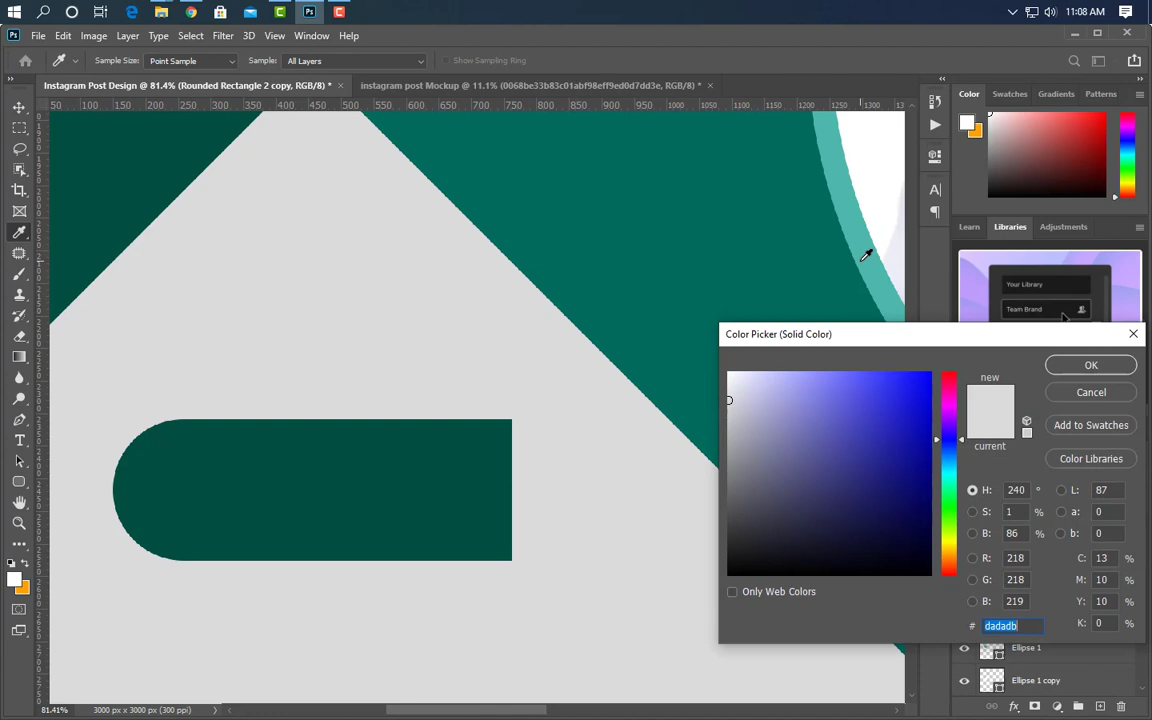 11:08 AM
Ps File Edit Image Layer Type Select Filter 3D View Window Help
Sample Size: Point Sample Sample: All Layers Show Sampling Ring
Instagram Post Design @ 81.4% (Rounded Rectangle 2 copy, RGB/8) * × instagram post Mockup @ 11.1% (0068be33b83c01abf98eff9ed0d7dd3e, RGB/8) * ×
Color Swatches Gradients Patterns
50 100 150 200 250 300 350 400 450 500 550 600 650 700 750 800 850 900 950 1000 1050 1100 1150 1200 1250 1300
Learn Libraries Adjustments
Your Library
Team Brand
Color Picker (Solid Color)
new
current
OK
Cancel
Add to Swatches
Color Libraries
H: 240 ° L: 87
S: 1 % a: 0
B: 86 % b: 0
R: 218 C: 13 %
G: 218 M: 10 %
B: 219 Y: 10 %
# dadadb K: 0 %
Only Web Colors
Ellipse 1
Ellipse 1 copy
81.41% 3000 px x 3000 px (300 ppi)